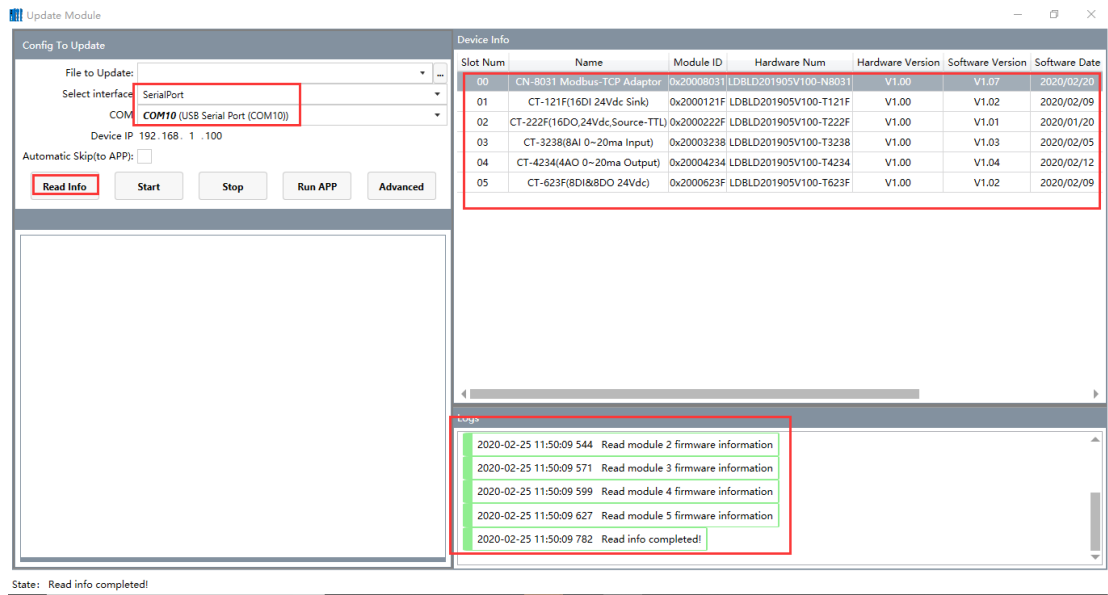 Update Module
Config To Update
File to Update:
...
Select interface SerialPort
COM COM10 (USB Serial Port (COM10))
Device IP 192.168. 1 .100
Automatic Skip(to APP):
Read Info Start Stop Run APP Advanced
Device Info
Slot Num Name Module ID Hardware Num Hardware Version Software Version Software Date
00 CN-8031 Modbus-TCP Adaptor 0x20008031 LDBLD201905V100-N8031 V1.00 V1.07 2020/02/20
01 CT-121F(16DI 24Vdc Sink) 0x2000121F LDBLD201905V100-T121F V1.00 V1.02 2020/02/09
02 CT-222F(16DO,24Vdc,Source-TTL) 0x2000222F LDBLD201905V100-T222F V1.00 V1.01 2020/01/20
03 CT-3238(8AI 0~20ma Input) 0x20003238 LDBLD201905V100-T3238 V1.00 V1.03 2020/02/05
04 CT-4234(4AO 0~20ma Output) 0x20004234 LDBLD201905V100-T4234 V1.00 V1.04 2020/02/12
05 CT-623F(8DI&8DO 24Vdc) 0x2000623F LDBLD201905V100-T623F V1.00 V1.02 2020/02/09
Logs
2020-02-25 11:50:09 544 Read module 2 firmware information
2020-02-25 11:50:09 571 Read module 3 firmware information
2020-02-25 11:50:09 599 Read module 4 firmware information
2020-02-25 11:50:09 627 Read module 5 firmware information
2020-02-25 11:50:09 782 Read info completed!
State: Read info completed!